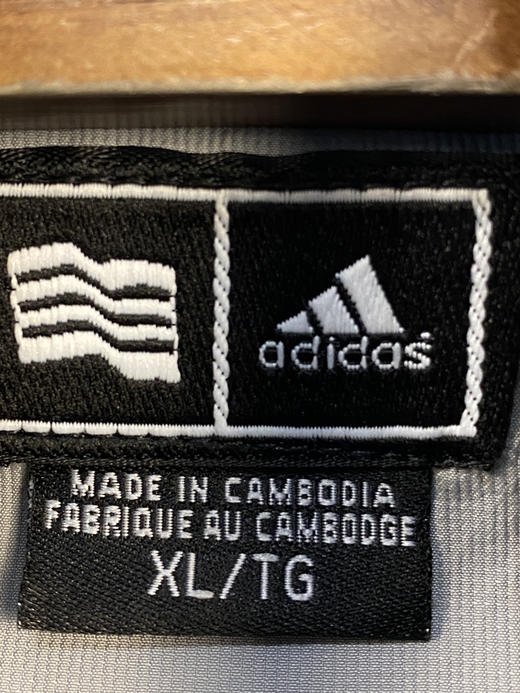 adidas
MADE IN CAMBODIA
FABRIQUE AU CAMBODGE
XL/TG